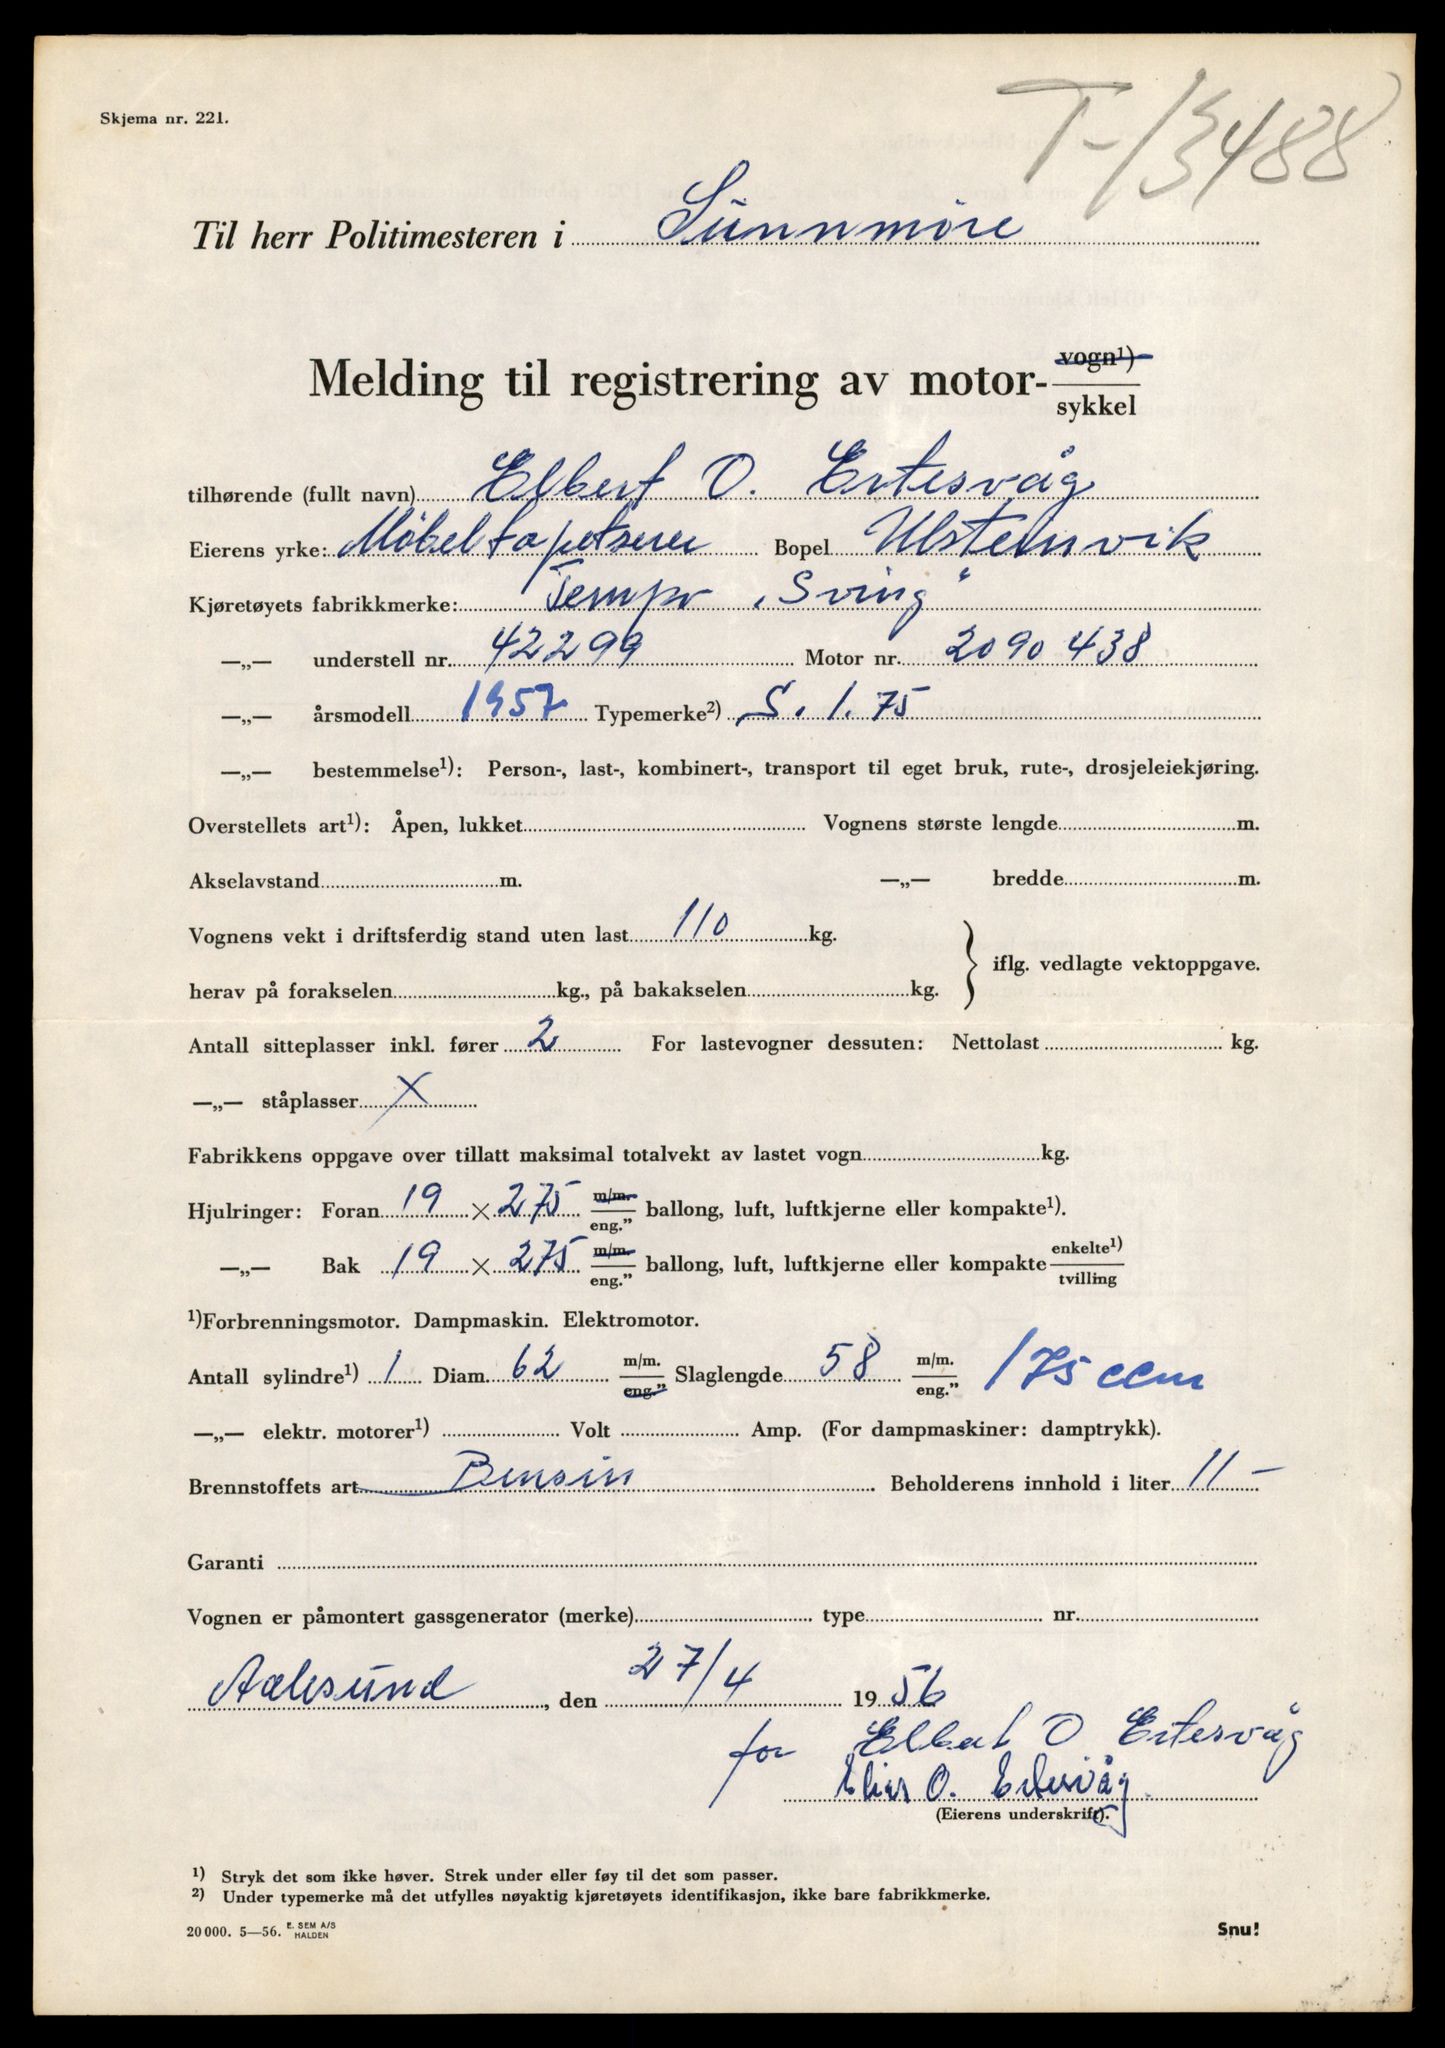 Skjema nr. 221.
T-13488
Til herr Politimesteren i Sunnmöre
Melding til registrering av motor- vogn¹) sykkel
tilhørende (fullt navn) Elbert O. Ertesvåg
Eierens yrke: Möbeltapetserer Bopel Ulsteinvik
Kjøretøyets fabrikkmerke: Tempo „Sving"
—„— understell nr. 42299 Motor nr. 2090438
—„— årsmodell 1957 Typemerke²) S. 1. 75
—„— bestemmelse¹): Person-, last-, kombinert-, transport til eget bruk, rute-, drosjeleiekjøring.
Overstellets art¹): Åpen, lukket Vognens største lengde m.
Akselavstand m. —„— bredde m.
Vognens vekt i driftsferdig stand uten last 110 kg.
iflg. vedlagte vektoppgave.
herav på forakselen kg., på bakakselen kg.
Antall sitteplasser inkl. fører 2 For lastevogner dessuten: Nettolast kg.
—„— ståplasser X
Fabrikkens oppgave over tillatt maksimal totalvekt av lastet vogn kg.
Hjulringer: Foran 19 × 275 m/m. eng." ballong, luft, luftkjerne eller kompakte¹).
—„— Bak 19 × 275 m/m. eng." ballong, luft, luftkjerne eller kompakte enkelte¹) tvilling
¹)Forbrenningsmotor. Dampmaskin. Elektromotor.
Antall sylindre¹) 1 Diam. 62 m/m. eng." Slaglengde 58 m/m. eng." 175 ccm
—„— elektr. motorer¹) Volt Amp. (For dampmaskiner: damptrykk).
Brennstoffets art Bensin Beholderens innhold i liter 11 —
Garanti
Vognen er påmontert gassgenerator (merke) type nr.
Aalesund, den 27/4 1956
for Elbert O Ertesvåg
Elias O. Ertesvåg
(Eierens underskrift).
¹) Stryk det som ikke høver. Strek under eller føy til det som passer.
²) Under typemerke må det utfylles nøyaktig kjøretøyets identifikasjon, ikke bare fabrikkmerke.
20 000. 5—56. E. SEM A/S HALDEN
Snu!